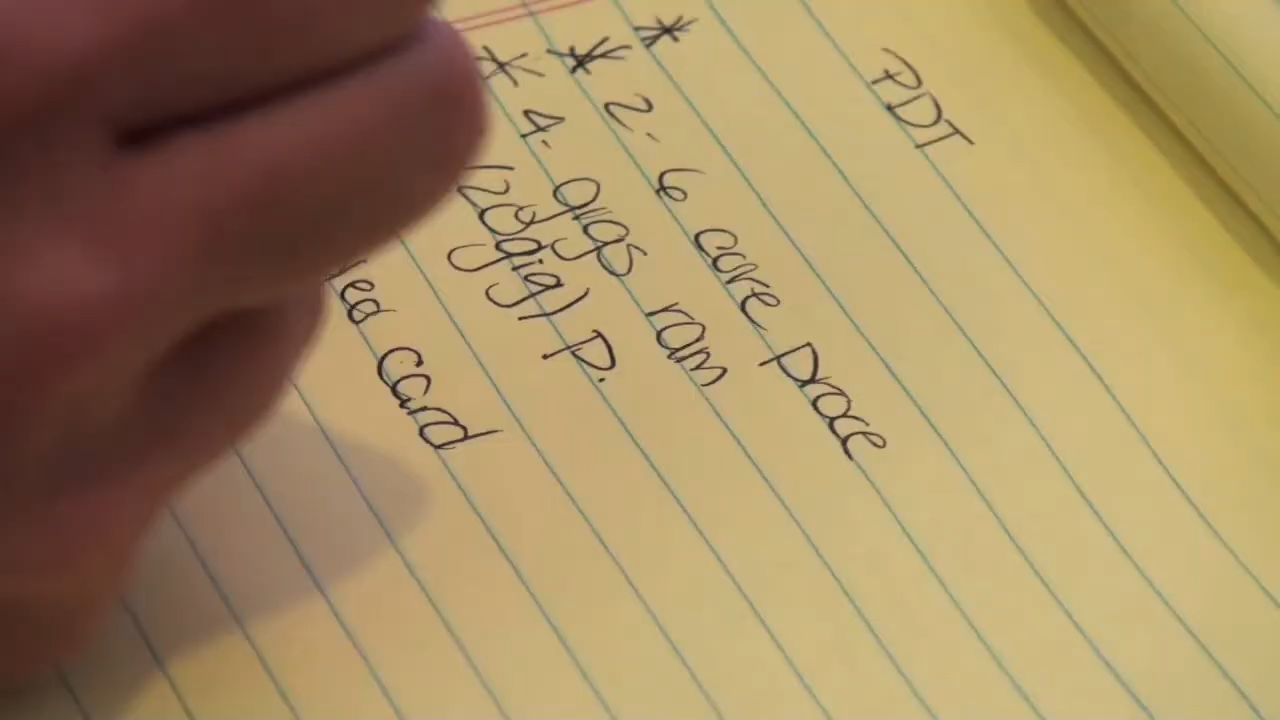 PDT
*
* 2. 6 core proce
* 4. gigs ram
(20gig) P.
card